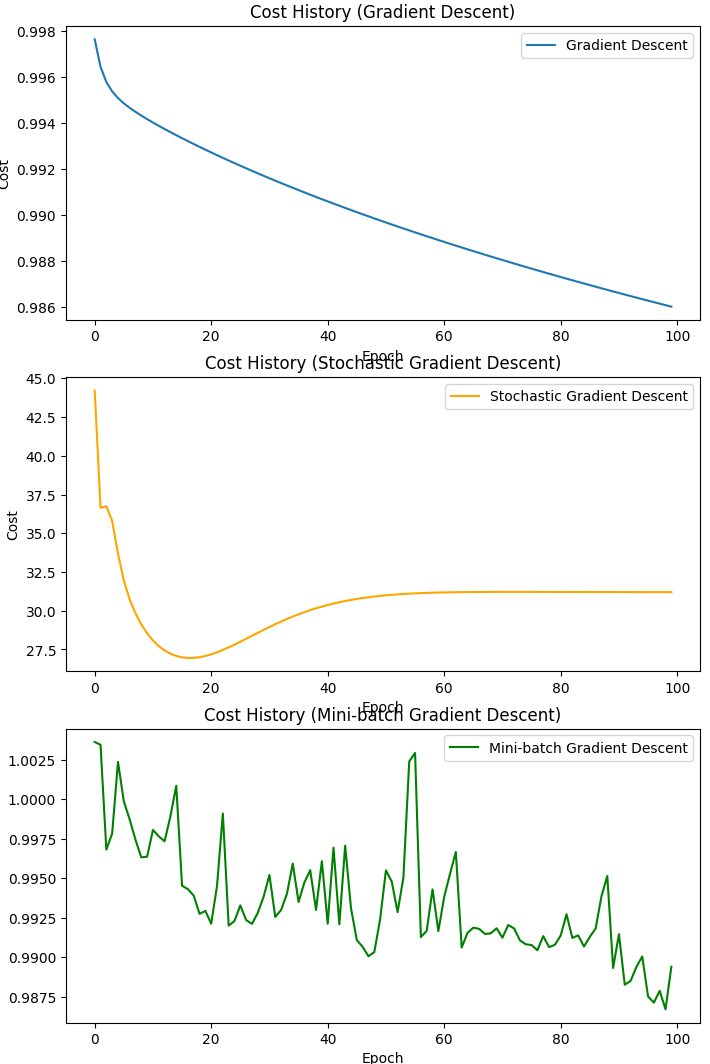 Cost History (Gradient Descent)
Gradient Descent
0.998
0.996
0.994
0.992
0.990
0.988
0.986
Cost
0 20 40 60 80 100
Epoch
Cost History (Stochastic Gradient Descent)
Stochastic Gradient Descent
45.0
42.5
40.0
37.5
35.0
32.5
30.0
27.5
Cost
0 20 40 60 80 100
Epoch
Cost History (Mini-batch Gradient Descent)
Mini-batch Gradient Descent
1.0025
1.0000
0.9975
0.9950
0.9925
0.9900
0.9875
0 20 40 60 80 100
Epoch